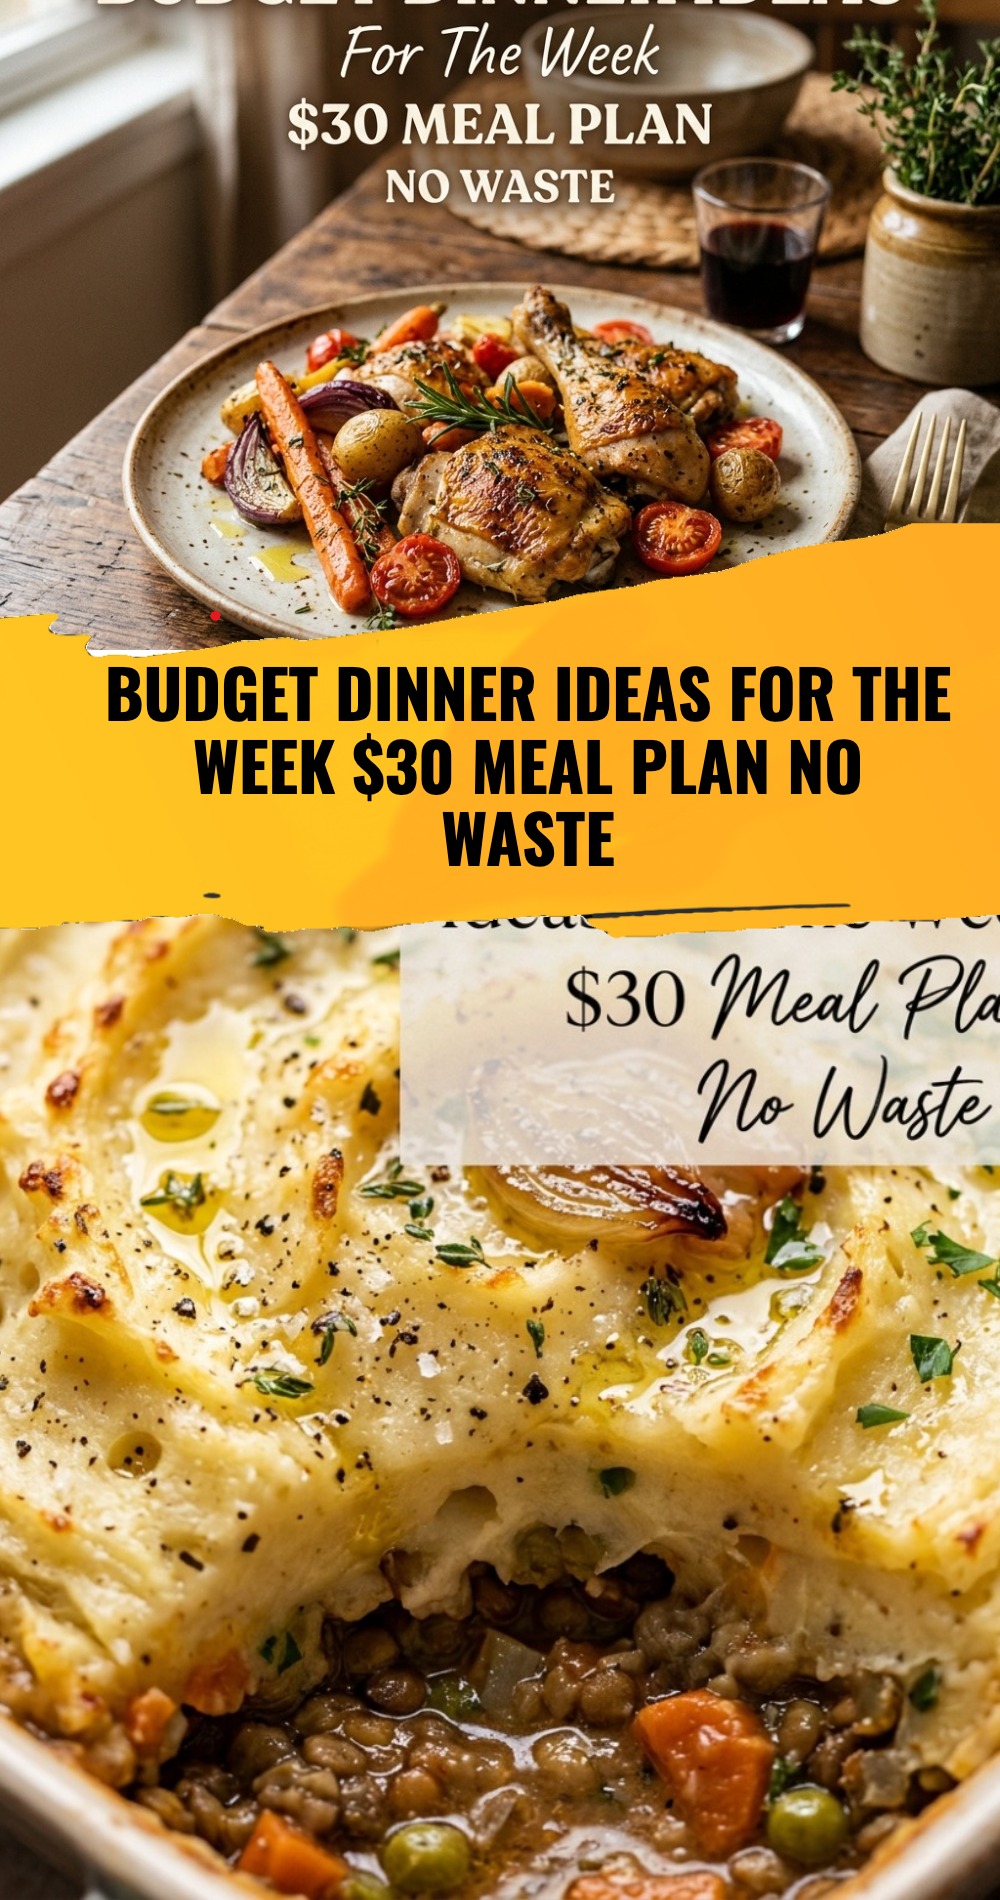 For The Week
$30 MEAL PLAN
NO WASTE
BUDGET DINNER IDEAS FOR THE
WEEK $30 MEAL PLAN NO
WASTE
$30 Meal Pla
No Waste